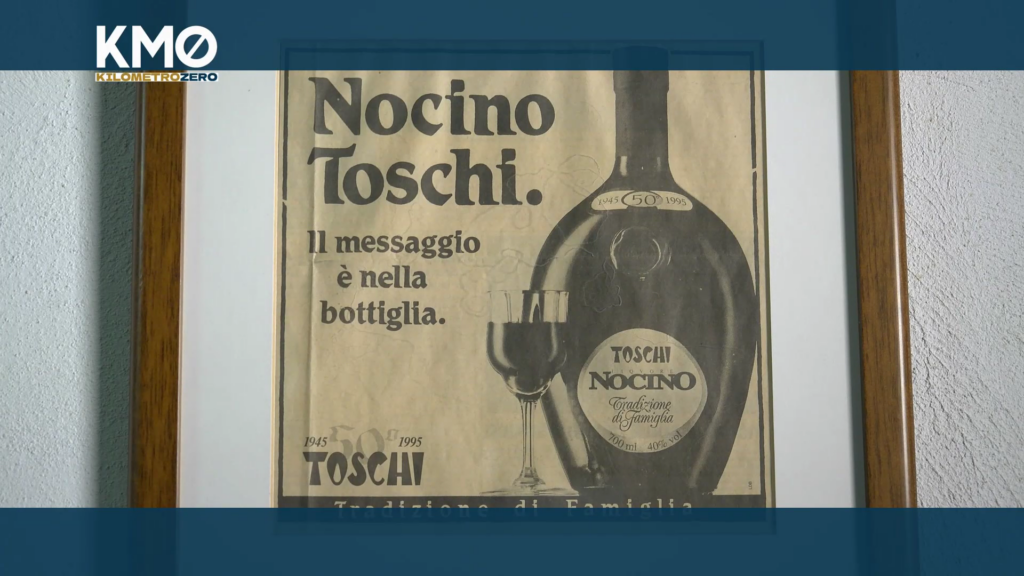 KM0
KILOMETROZERO
Nocino
Toschi.
Il messaggio
è nella
bottiglia.
1945 50 1995
TOSCHI
NOCINO
Tradizione
di Famiglia
700 ml 40% vol
1945 50° 1995
TOSCHI
Tradizione di Famiglia